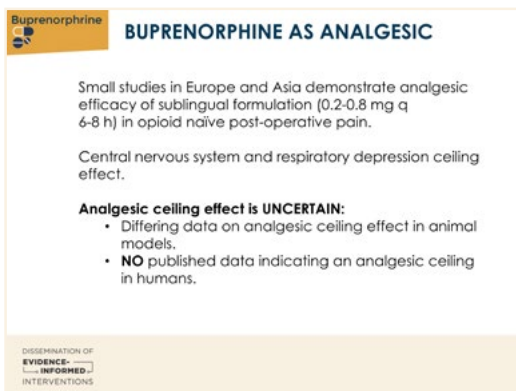 Buprenorphrine
BUPRENORPHINE AS ANALGESIC
Small studies in Europe and Asia demonstrate analgesic
efficacy of sublingual formulation (0.2-0.8 mg q
6-8 h) in opioid naïve post-operative pain.
Central nervous system and respiratory depression ceiling
effect.
Analgesic ceiling effect is UNCERTAIN:
• Differing data on analgesic ceiling effect in animal
models.
• NO published data indicating an analgesic ceiling
in humans.
DISSEMINATION OF
EVIDENCE-
INFORMED
INTERVENTIONS